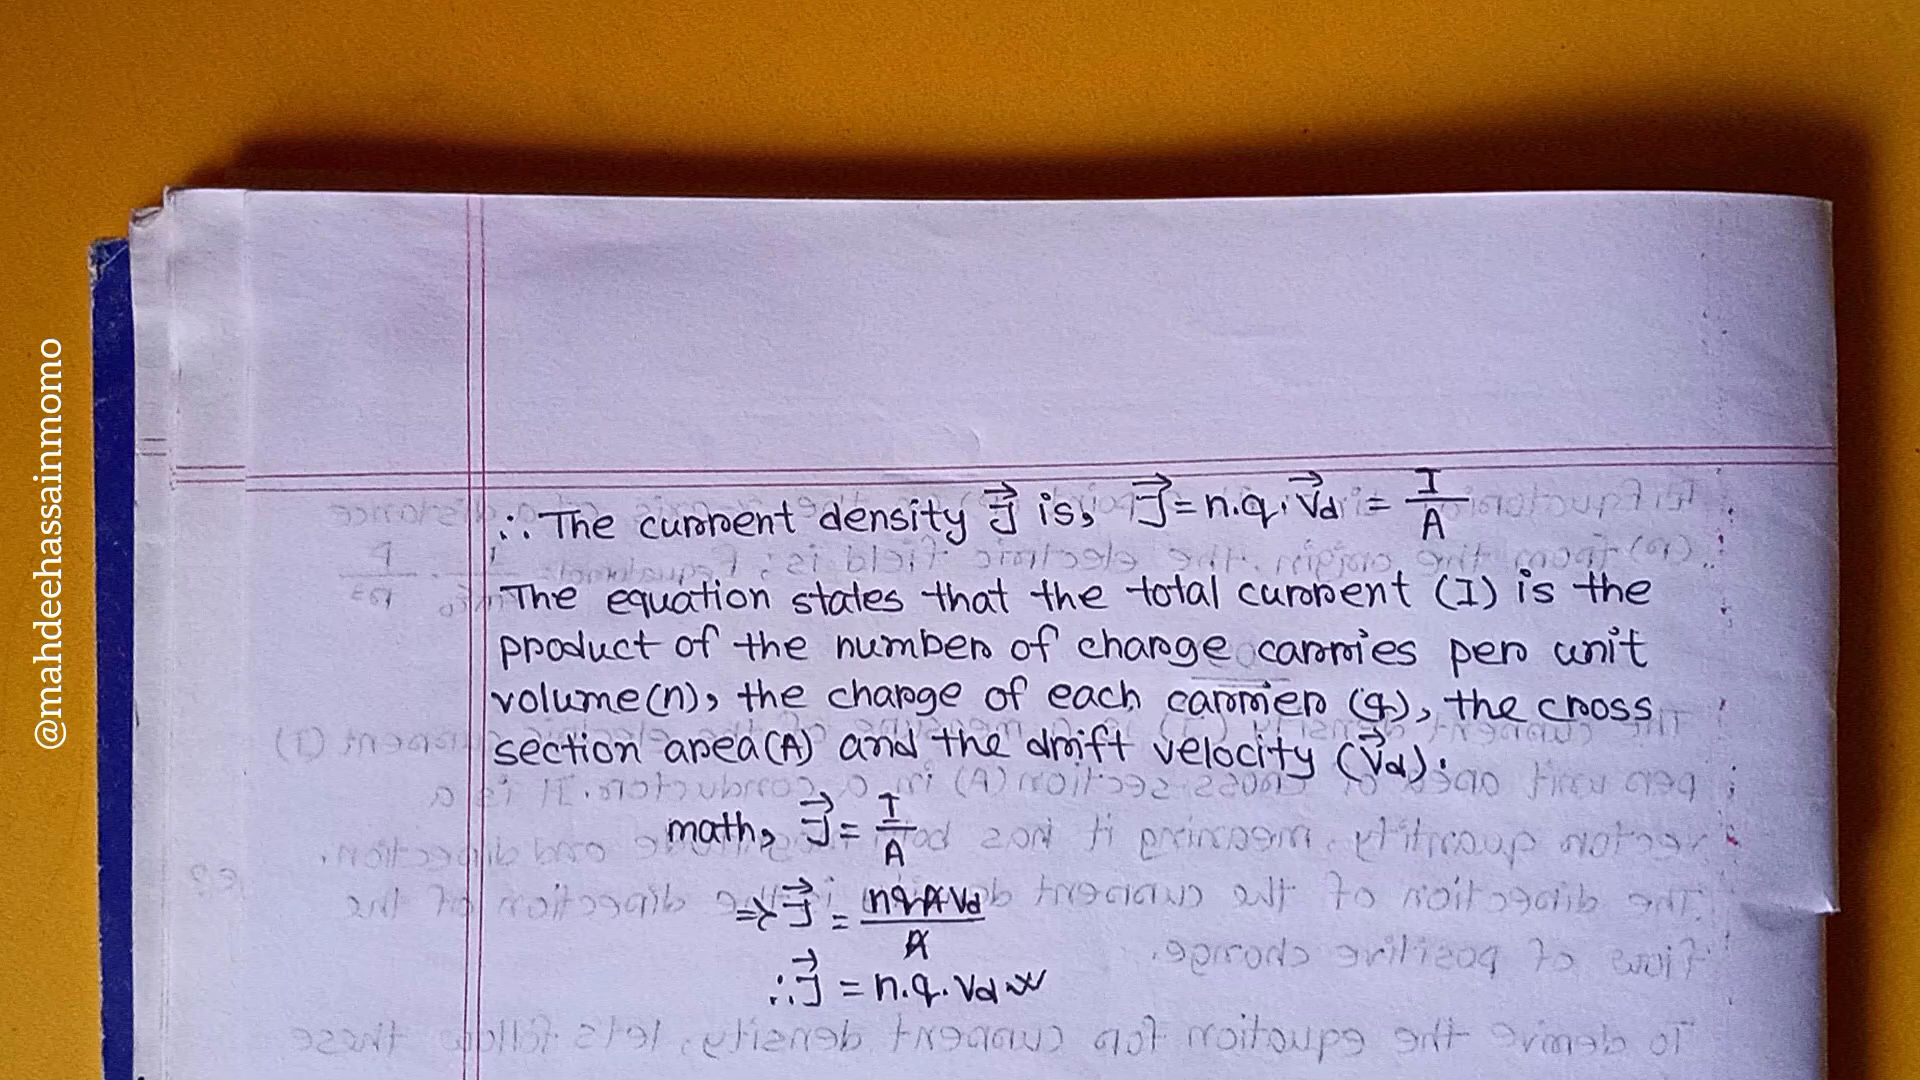 @mahdeehassainmomo
∴ The current density J⃗ is, J⃗ = n.q.V⃗d = I/A
The equation states that the total current (I) is the
product of the number of charge carries per unit
volume(n), the charge of each carrier (q), the cross
section area(A) and the drift velocity (V⃗d).
math, J⃗ = I/A
=> J⃗ = nqAVd/A
∴ J⃗ = n.q.Vd